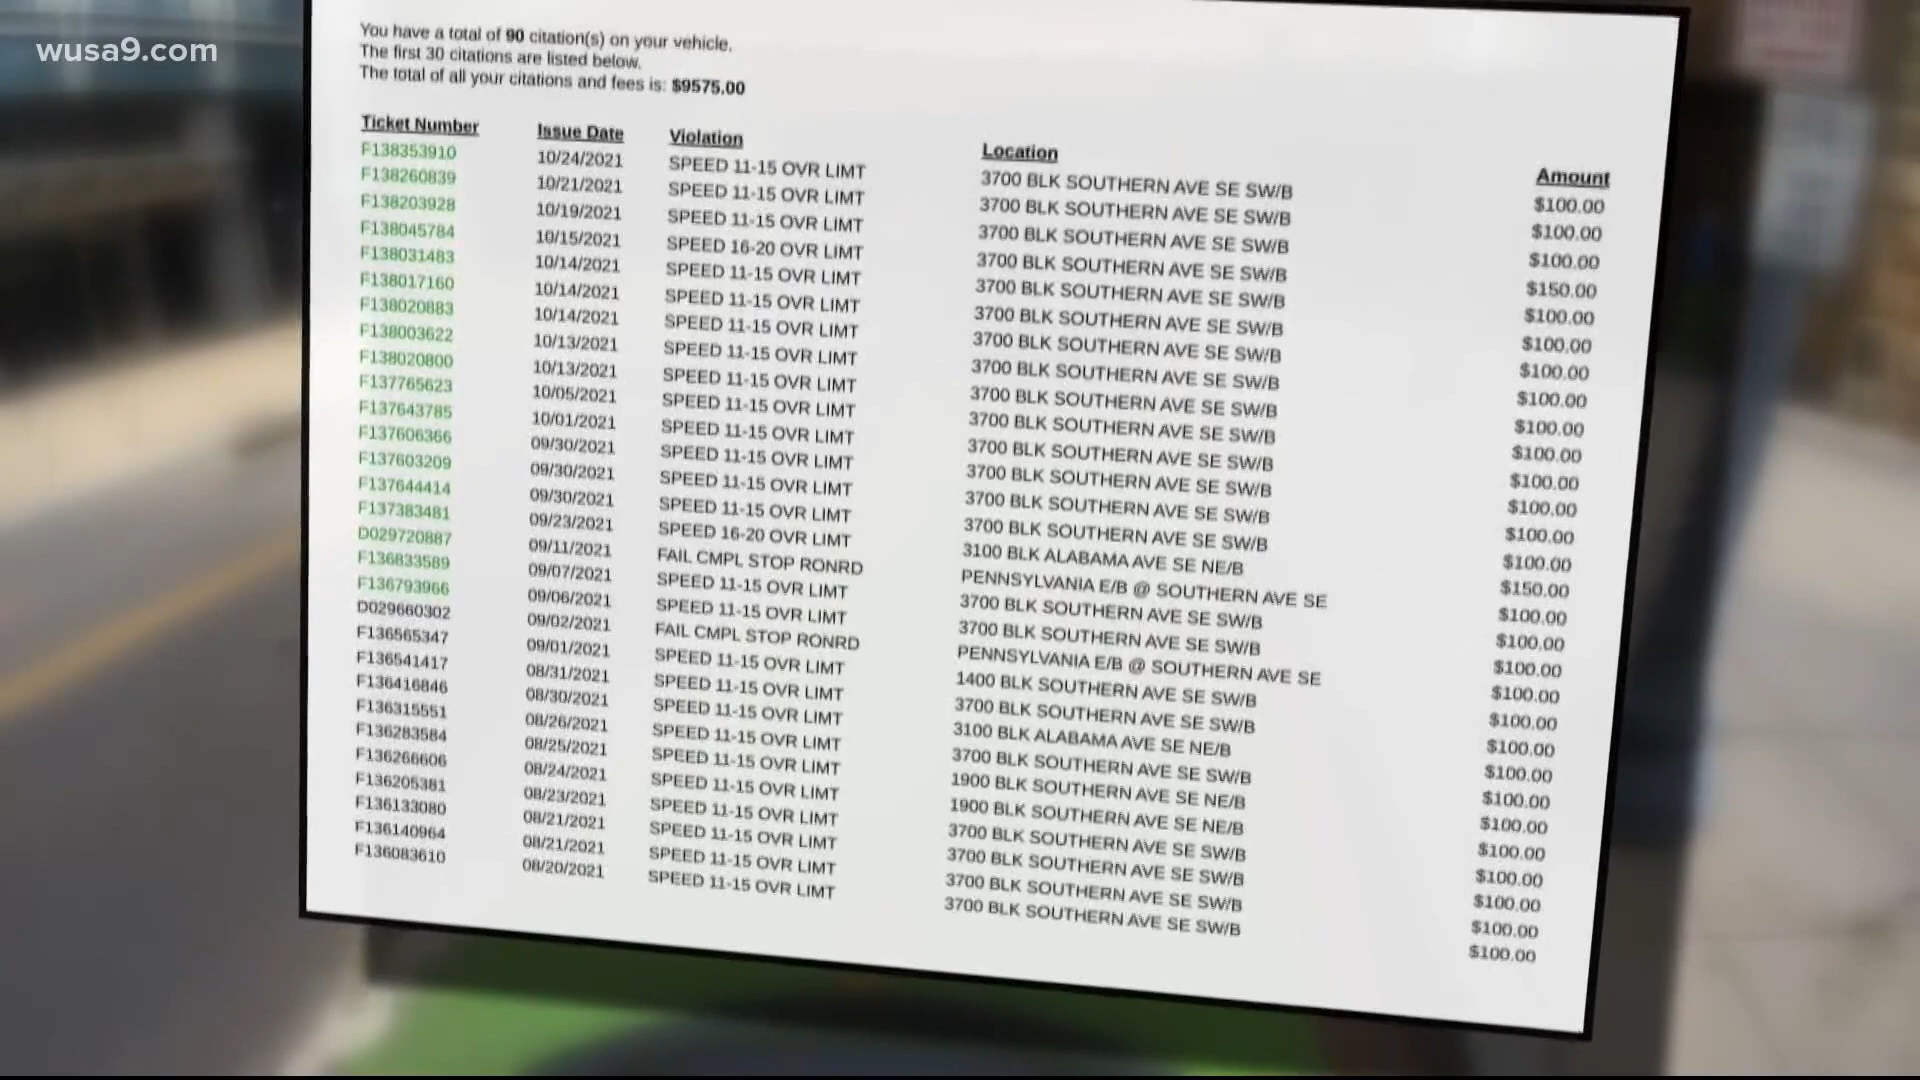 wusa9.com
You have a total of 90 citation(s) on your vehicle.
The first 30 citations are listed below.
The total of all your citations and fees is: $9575.00
Ticket Number Issue Date Violation Location Amount
F138353910 10/24/2021 SPEED 11-15 OVR LIMT 3700 BLK SOUTHERN AVE SE SW/B $100.00
F138260839 10/21/2021 SPEED 11-15 OVR LIMT 3700 BLK SOUTHERN AVE SE SW/B $100.00
F138203928 10/19/2021 SPEED 11-15 OVR LIMT 3700 BLK SOUTHERN AVE SE SW/B $100.00
F138045784 10/15/2021 SPEED 16-20 OVR LIMT 3700 BLK SOUTHERN AVE SE SW/B $150.00
F138031483 10/14/2021 SPEED 11-15 OVR LIMT 3700 BLK SOUTHERN AVE SE SW/B $100.00
F138017160 10/14/2021 SPEED 11-15 OVR LIMT 3700 BLK SOUTHERN AVE SE SW/B $100.00
F138020883 10/14/2021 SPEED 11-15 OVR LIMT 3700 BLK SOUTHERN AVE SE SW/B $100.00
F138003622 10/13/2021 SPEED 11-15 OVR LIMT 3700 BLK SOUTHERN AVE SE SW/B $100.00
F138020800 10/13/2021 SPEED 11-15 OVR LIMT 3700 BLK SOUTHERN AVE SE SW/B $100.00
F137765623 10/05/2021 SPEED 11-15 OVR LIMT 3700 BLK SOUTHERN AVE SE SW/B $100.00
F137643785 10/01/2021 SPEED 11-15 OVR LIMT 3700 BLK SOUTHERN AVE SE SW/B $100.00
F137606366 09/30/2021 SPEED 11-15 OVR LIMT 3700 BLK SOUTHERN AVE SE SW/B $100.00
F137603209 09/30/2021 SPEED 11-15 OVR LIMT 3700 BLK SOUTHERN AVE SE SW/B $100.00
F137644414 09/30/2021 SPEED 11-15 OVR LIMT 3700 BLK SOUTHERN AVE SE SW/B $100.00
F137383481 09/23/2021 SPEED 16-20 OVR LIMT 3100 BLK ALABAMA AVE SE NE/B $150.00
D029720887 09/11/2021 FAIL CMPL STOP RONRD PENNSYLVANIA E/B @ SOUTHERN AVE SE $100.00
F136833589 09/07/2021 SPEED 11-15 OVR LIMT 3700 BLK SOUTHERN AVE SE SW/B $100.00
F136793966 09/06/2021 SPEED 11-15 OVR LIMT 3700 BLK SOUTHERN AVE SE SW/B $100.00
D029660302 09/02/2021 FAIL CMPL STOP RONRD PENNSYLVANIA E/B @ SOUTHERN AVE SE $100.00
F136565347 09/01/2021 SPEED 11-15 OVR LIMT 1400 BLK SOUTHERN AVE SE SW/B $100.00
F136541417 08/31/2021 SPEED 11-15 OVR LIMT 3700 BLK SOUTHERN AVE SE SW/B $100.00
F136416846 08/30/2021 SPEED 11-15 OVR LIMT 3100 BLK ALABAMA AVE SE NE/B $100.00
F136315551 08/26/2021 SPEED 11-15 OVR LIMT 3700 BLK SOUTHERN AVE SE SW/B $100.00
F136283584 08/25/2021 SPEED 11-15 OVR LIMT 1900 BLK SOUTHERN AVE SE NE/B $100.00
F136266606 08/24/2021 SPEED 11-15 OVR LIMT 1900 BLK SOUTHERN AVE SE NE/B $100.00
F136205381 08/23/2021 SPEED 11-15 OVR LIMT 3700 BLK SOUTHERN AVE SE SW/B $100.00
F136133080 08/21/2021 SPEED 11-15 OVR LIMT 3700 BLK SOUTHERN AVE SE SW/B $100.00
F136140964 08/21/2021 SPEED 11-15 OVR LIMT 3700 BLK SOUTHERN AVE SE SW/B $100.00
F136083610 08/20/2021 SPEED 11-15 OVR LIMT 3700 BLK SOUTHERN AVE SE SW/B $100.00